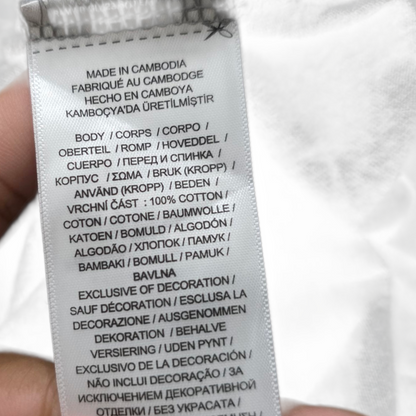 MADE IN CAMBODIA
FABRIQUÉ AU CAMBODGE
HECHO EN CAMBOYA
KAMBOÇYA'DA ÜRETİLMİŞTİR
BODY / CORPS / CORPO /
OBERTEIL / ROMP / HOVEDDEL /
CUERPO / ПЕРЕД И СПИНКА /
КОРПУС / ΣΩΜΑ / BRUK (KROPP) /
ANVÄND (KROPP) / BEDEN /
VRCHNÍ ČÁST : 100% COTTON /
COTON / COTONE / BAUMWOLLE /
KATOEN / BOMULD / ALGODÓN /
ALGODÃO / ХЛОПОК / ПАМУК /
BAMBAKI / BOMULL / PAMUK /
BAVLNA
EXCLUSIVE OF DECORATION /
SAUF DÉCORATION / ESCLUSA LA
DECORAZIONE / AUSGENOMMEN
DEKORATION / BEHALVE
VERSIERING / UDEN PYNT /
EXCLUSIVO DE LA DECORACIÓN /
NÃO INCLUI DECORAÇÃO / ЗА
ИСКЛЮЧЕНИЕМ ДЕКОРАТИВНОЙ
ОТДЕЛКИ / БЕЗ УКРАСАТА /